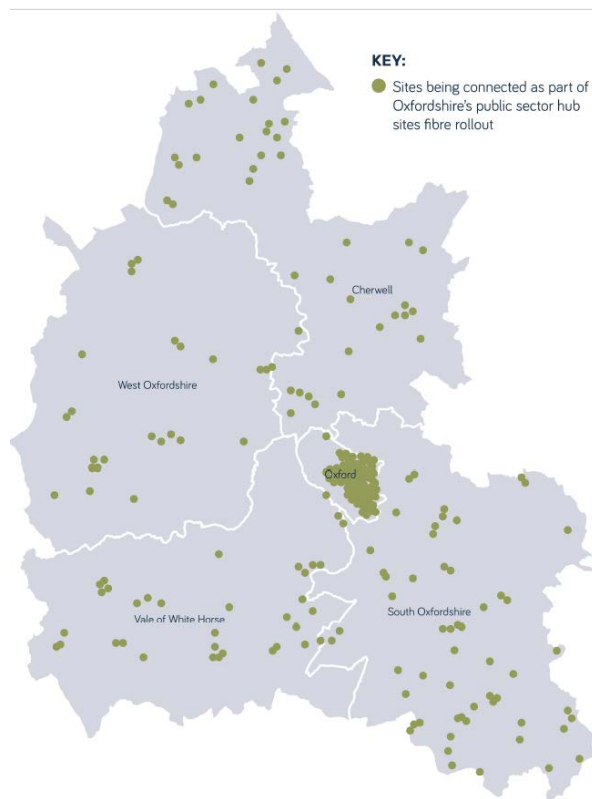 KEY:
Sites being connected as part of
Oxfordshire's public sector hub
sites fibre rollout
Cherwell
West Oxfordshire
Oxford
South Oxfordshire
Vale of White Horse